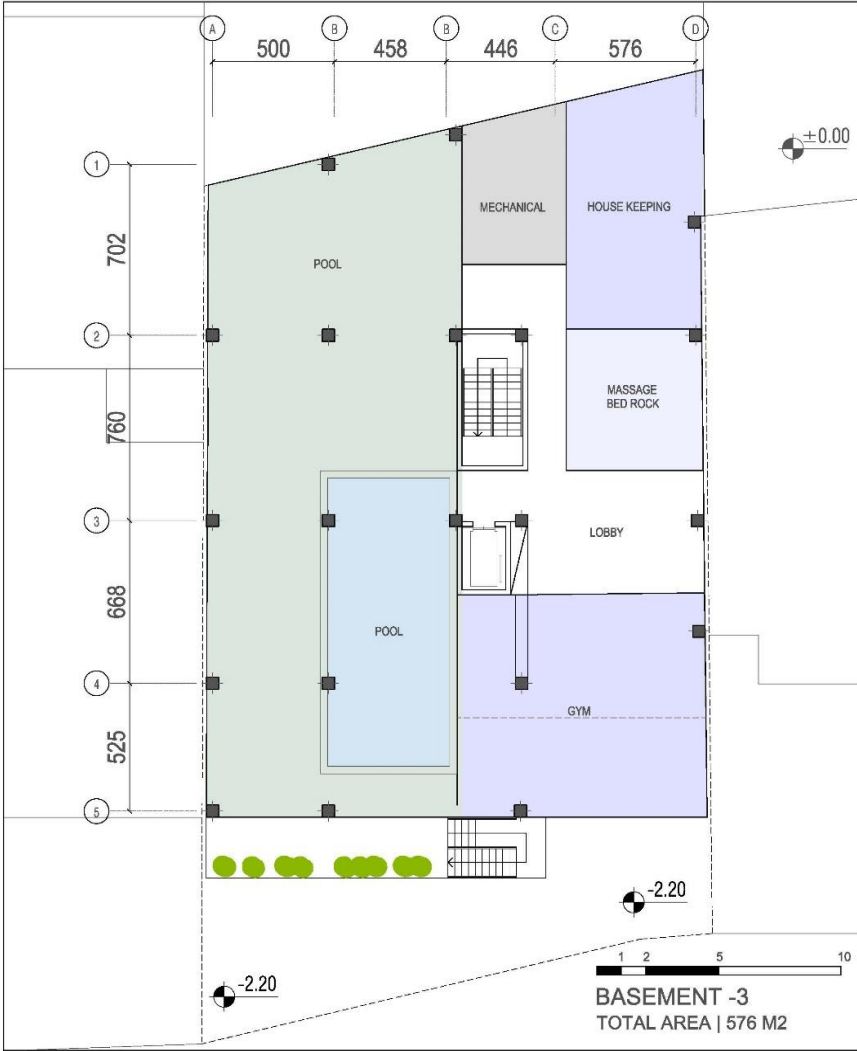 A B B C D
500 458 446 576
±0.00
1
MECHANICAL
HOUSE KEEPING
702
POOL
2
MASSAGE
BED ROCK
760
3
LOBBY
668
POOL
4
GYM
525
5
-2.20
-2.20
1 2 5 10
BASEMENT -3
TOTAL AREA | 576 M2